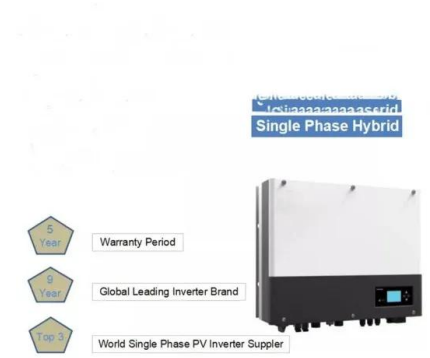 Single Phase Hybrid
5
Year
Warranty Period
9
Year
Global Leading Inverter Brand
Top 3
World Single Phase PV Inverter Suppler